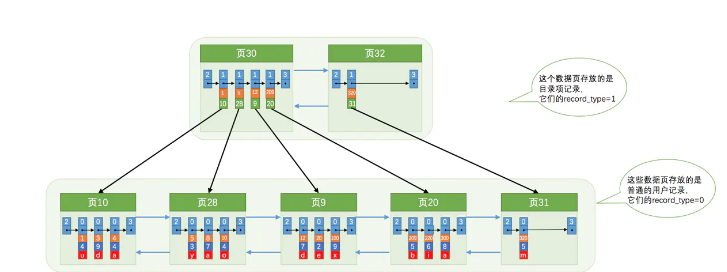 页30
页32
2 1 1 1 1 3
2 1 3
1 5 12 209
320
10 28 9 20
31
这个数据页存放的是
目录项记录,
它们的record_type=1
这些数据页存放的是
普通的用户记录,
它们的record_type=0
页10
页28
页9
页20
页31
2 0 0 0 3
2 0 0 0 3
2 0 0 0 3
2 0 0 0 3
2 0 3
1 3 4
5 8 10
12 20 100
209 220 300
320
4 9 4
3 7 4
7 2 9
5 6 8
5
u d a
y a o
d e x
b i a
m